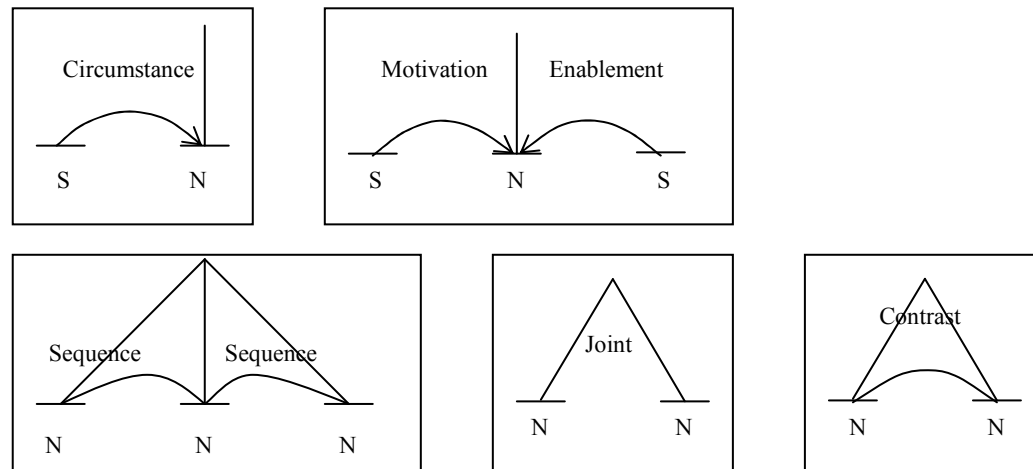 Circumstance
S N
Motivation Enablement
S N S
Sequence Sequence
N N N
Joint
N N
Contrast
N N